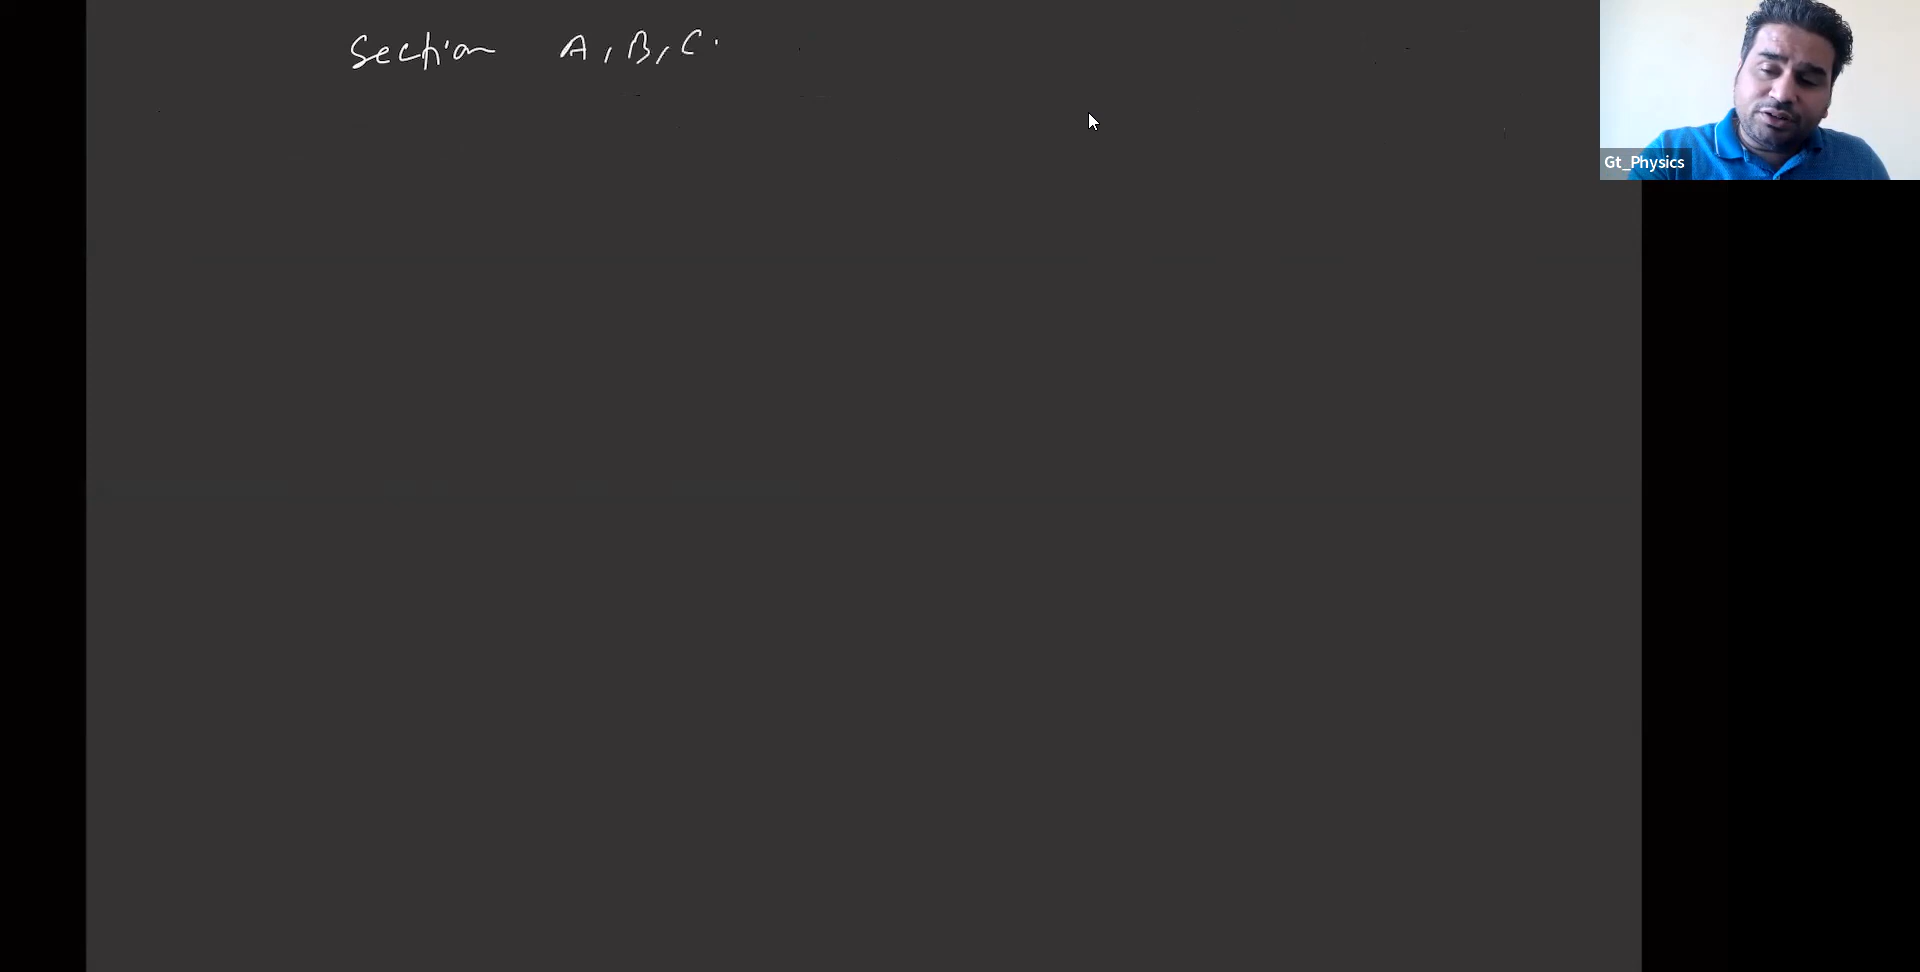 Section A, B, C.
Gt_Physics